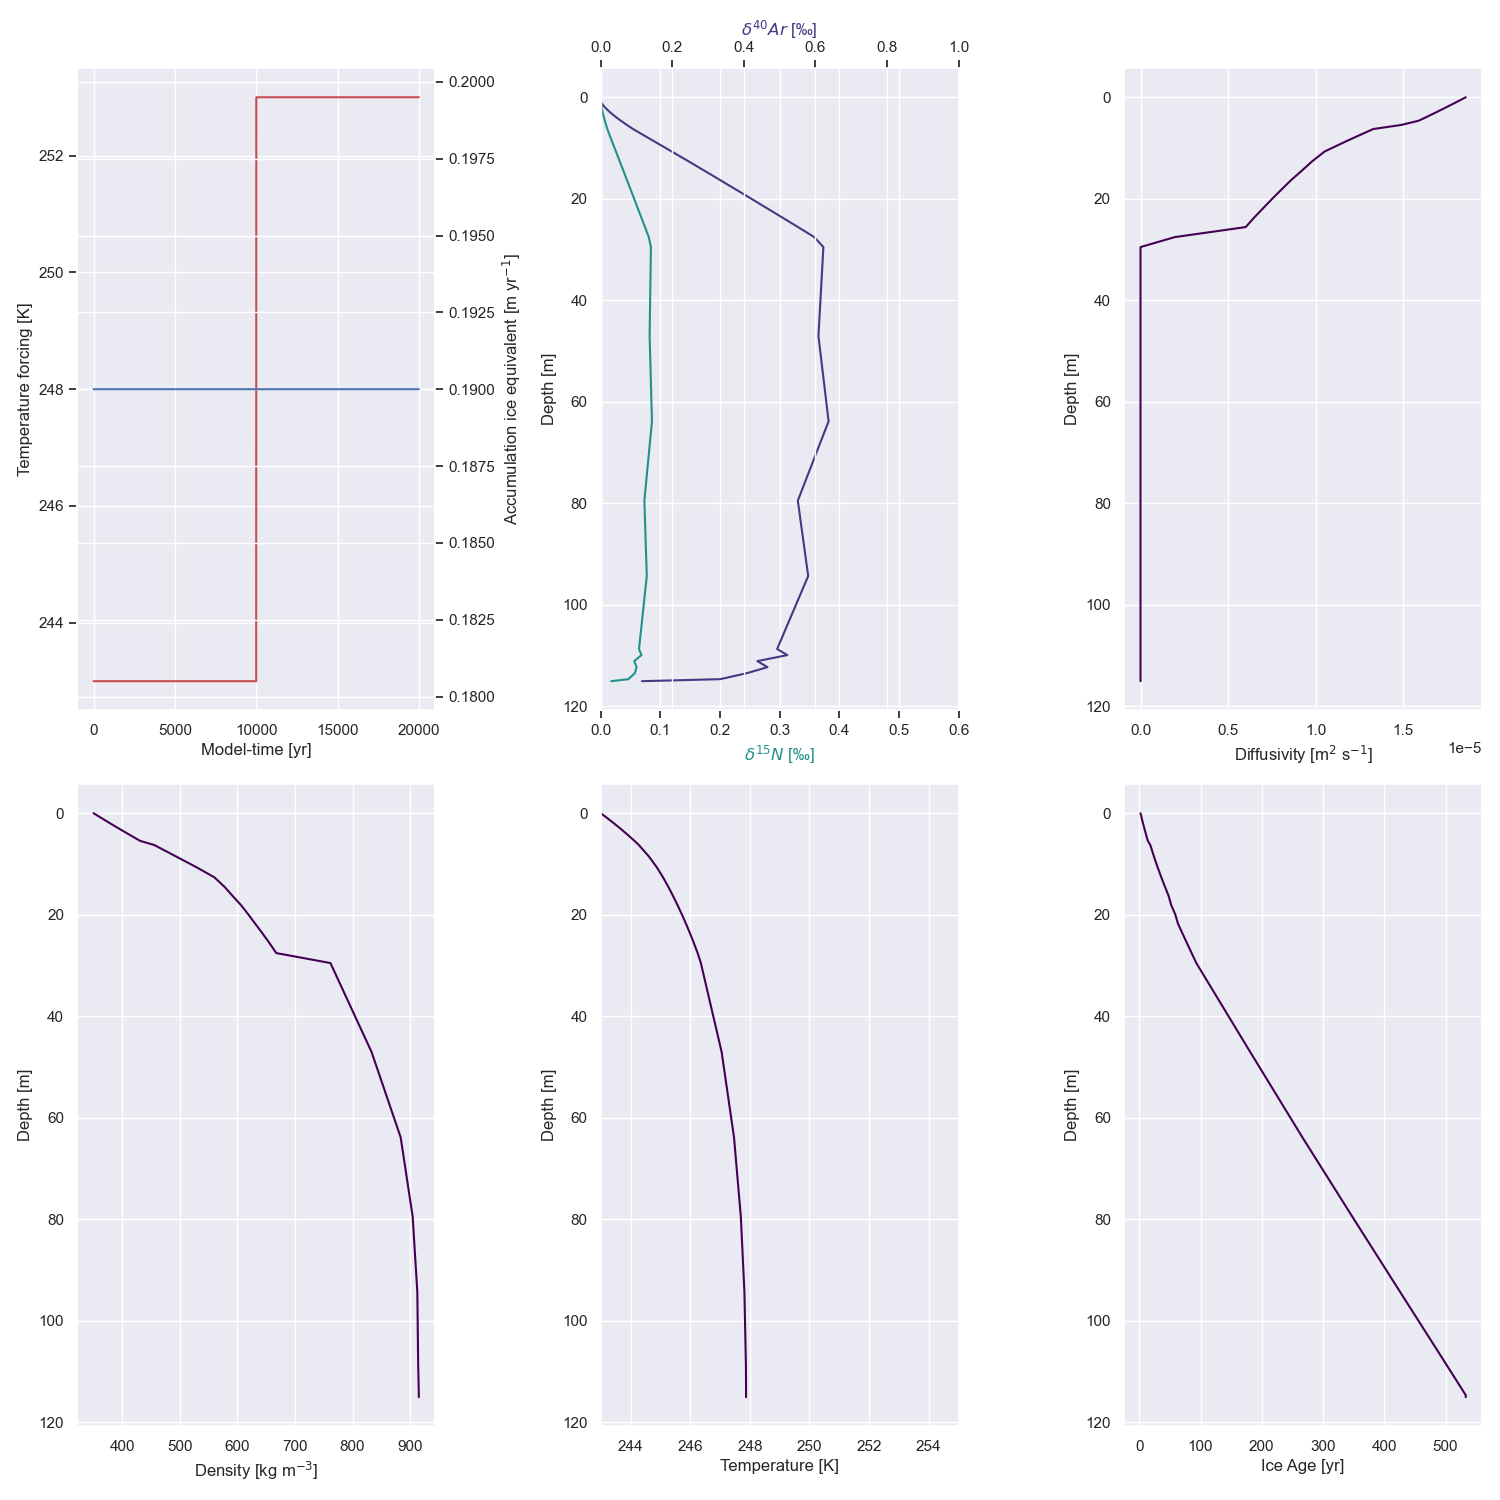 δ⁴⁰Ar [‰]
0.0 0.2 0.4 0.6 0.8 1.0
Temperature forcing [K]
252
250
248
246
244
0.2000
0.1975
0.1950
0.1925
0.1900
0.1875
0.1850
0.1825
0.1800
Accumulation ice equivalent [m yr⁻¹]
0 5000 10000 15000 20000
Model-time [yr]
Depth [m]
0
20
40
60
80
100
120
0.0 0.1 0.2 0.3 0.4 0.5 0.6
δ¹⁵N [‰]
Depth [m]
0
20
40
60
80
100
120
0.0 0.5 1.0 1.5
1e−5
Diffusivity [m² s⁻¹]
Depth [m]
0
20
40
60
80
100
120
400 500 600 700 800 900
Density [kg m⁻³]
Depth [m]
0
20
40
60
80
100
120
244 246 248 250 252 254
Temperature [K]
Depth [m]
0
20
40
60
80
100
120
0 100 200 300 400 500
Ice Age [yr]